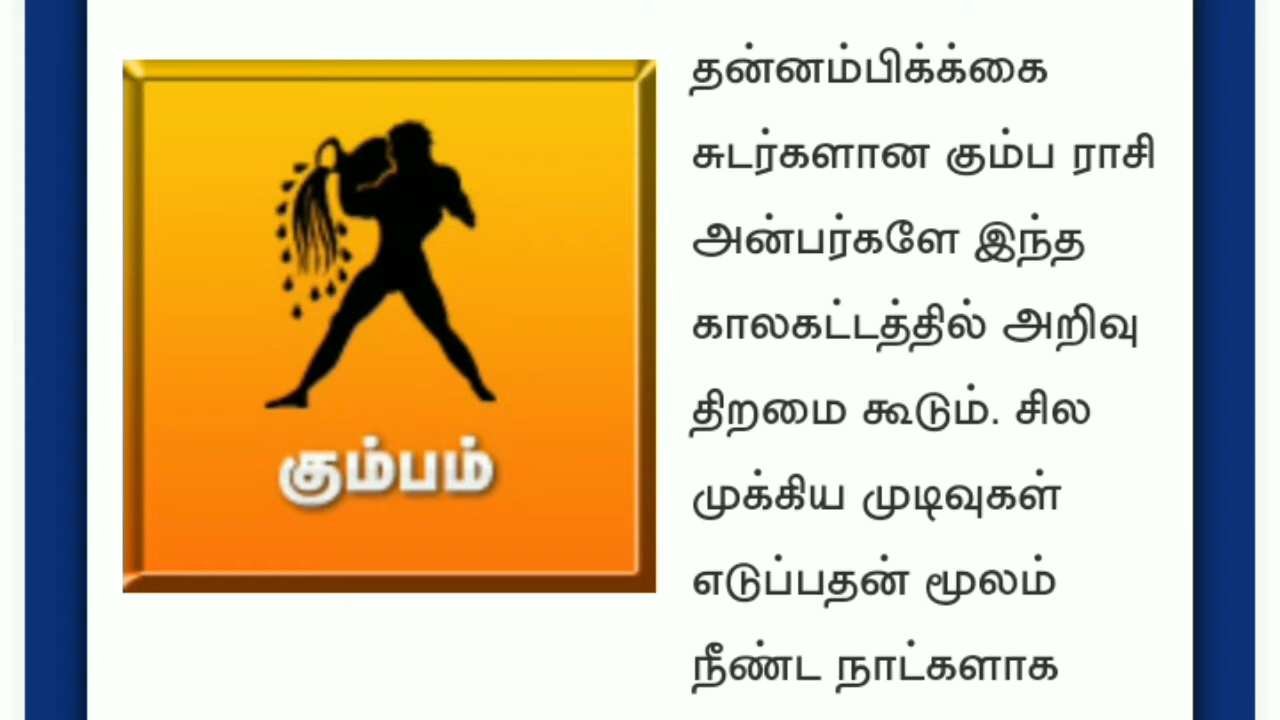 கும்பம்
தன்னம்பிக்க்கை
சுடர்களான கும்ப ராசி
அன்பர்களே இந்த
காலகட்டத்தில் அறிவு
திறமை கூடும். சில
முக்கிய முடிவுகள்
எடுப்பதன் மூலம்
நீண்ட நாட்களாக